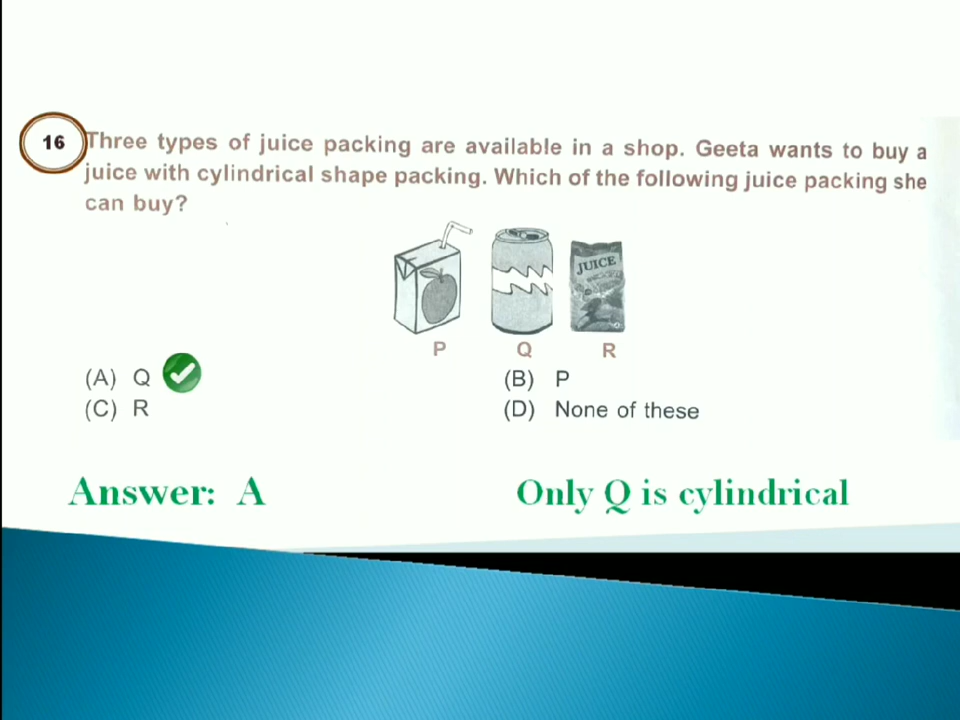 16 Three types of juice packing are available in a shop. Geeta wants to buy a
juice with cylindrical shape packing. Which of the following juice packing she
can buy?
JUICE
P Q R
(A) Q (B) P
(C) R (D) None of these
Answer: A Only Q is cylindrical